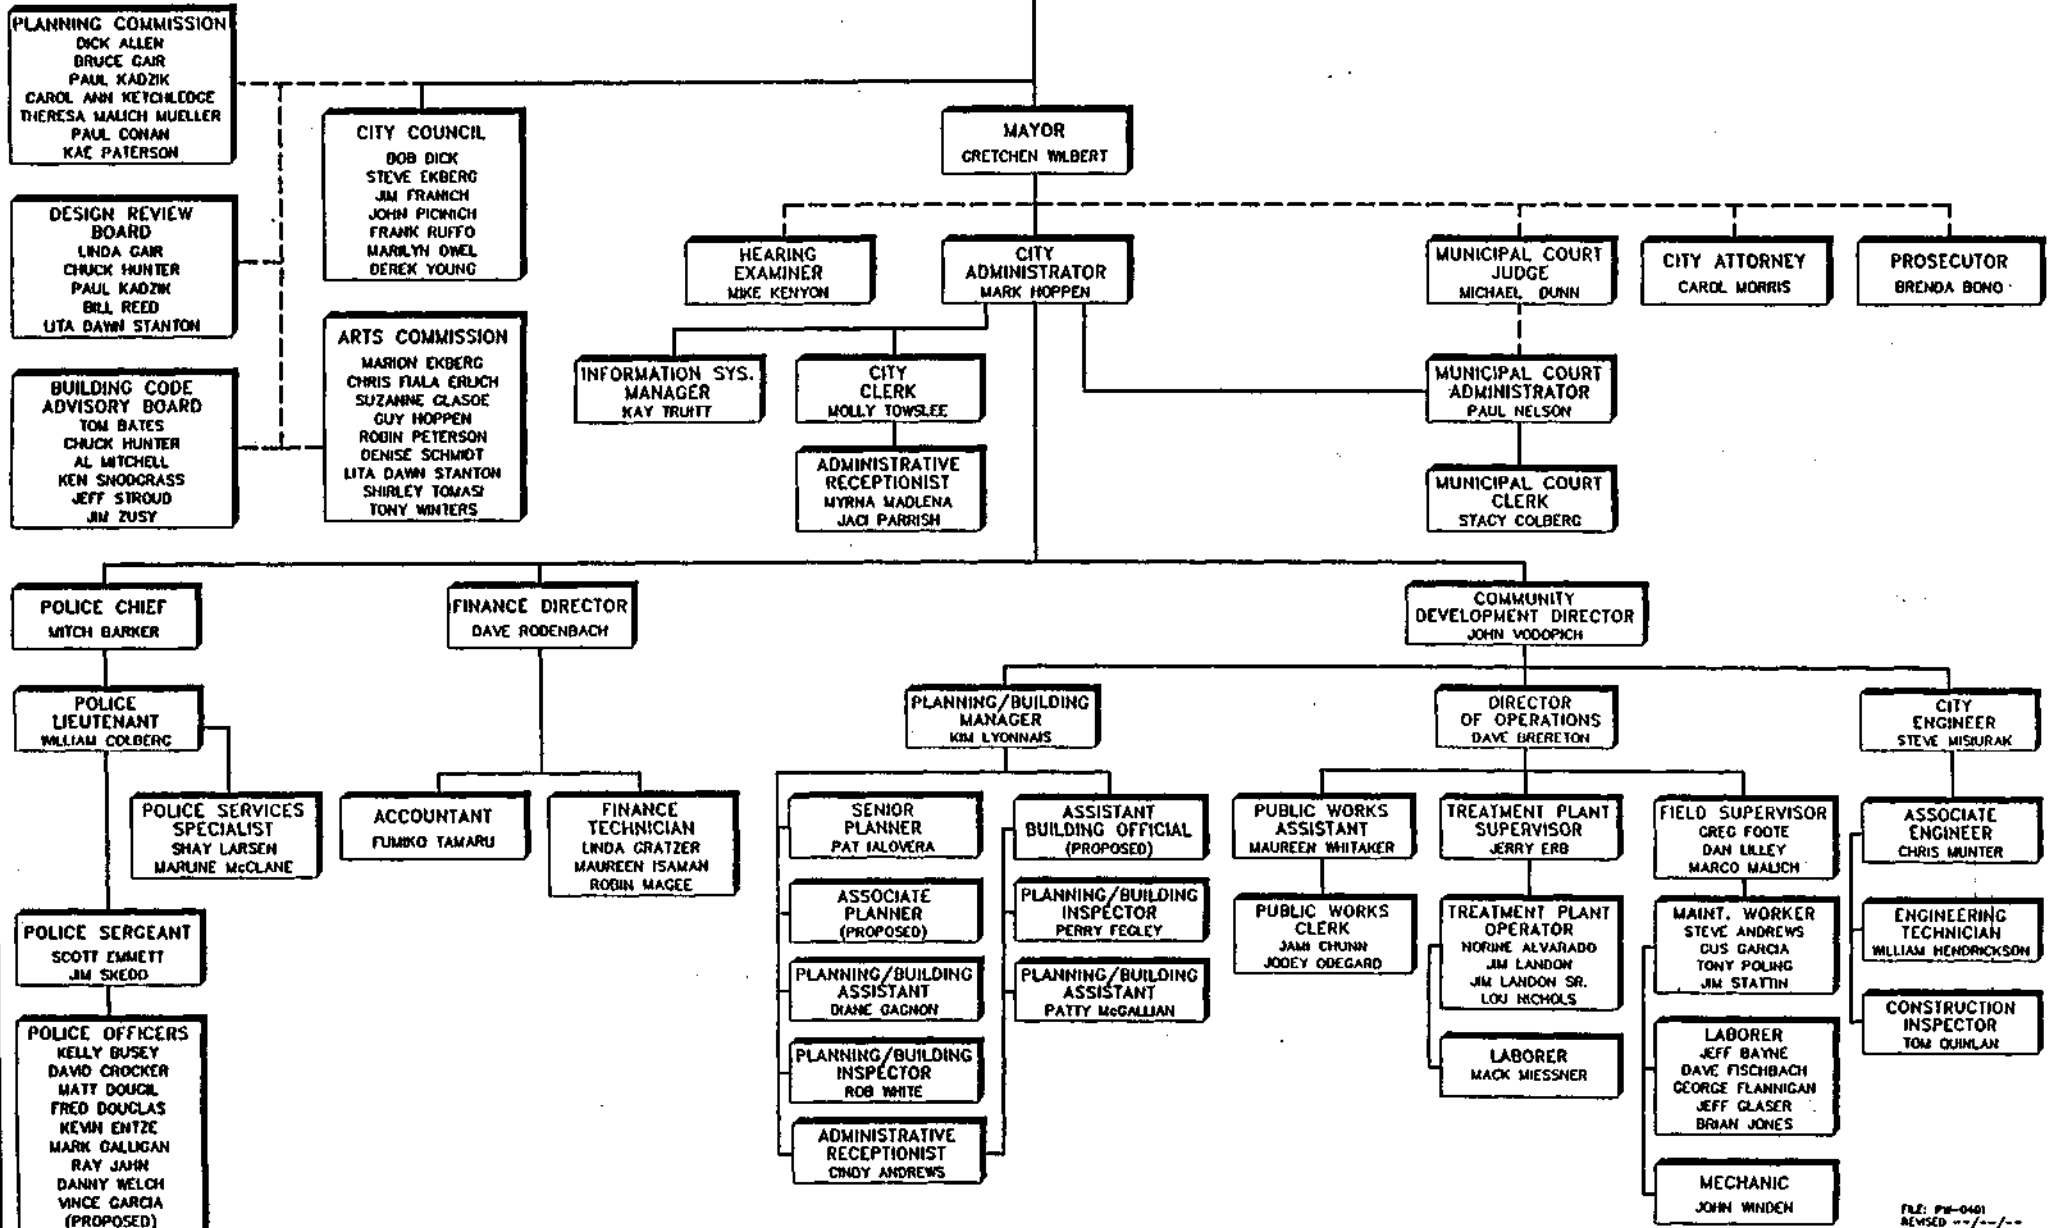 PLANNING COMMISSION
DICK ALLEN
BRUCE GAIR
PAUL KADZIK
CAROL ANN KETCHLEDGE
THERESA MALICH MUELLER
PAUL CONAN
KAE PATERSON
DESIGN REVIEW
BOARD
LINDA GAIR
CHUCK HUNTER
PAUL KADZIK
BILL REED
LITA DAWN STANTON
BUILDING CODE
ADVISORY BOARD
TOM BATES
CHUCK HUNTER
AL MITCHELL
KEN SNODGRASS
JEFF STROUD
JIM ZUSY
CITY COUNCIL
BOB DICK
STEVE EKBERG
JIM FRANICH
JOHN PICINICH
FRANK RUFFO
MARILYN OWEL
DEREK YOUNG
ARTS COMMISSION
MARION EKBERG
CHRIS FIALA ERLICH
SUZANNE GLASOE
GUY HOPPEN
ROBIN PETERSON
DENISE SCHMIDT
LITA DAWN STANTON
SHIRLEY TOMASI
TONY WINTERS
MAYOR
GRETCHEN WILBERT
HEARING
EXAMINER
MIKE KENYON
CITY
ADMINISTRATOR
MARK HOPPEN
MUNICIPAL COURT
JUDGE
MICHAEL DUNN
CITY ATTORNEY
CAROL MORRIS
PROSECUTOR
BRENDA BONO
INFORMATION SYS.
MANAGER
KAY TRUITT
CITY
CLERK
MOLLY TOWSLEE
ADMINISTRATIVE
RECEPTIONIST
MYRNA MADLENA
JACI PARRISH
MUNICIPAL COURT
ADMINISTRATOR
PAUL NELSON
MUNICIPAL COURT
CLERK
STACY COLBERG
POLICE CHIEF
MITCH BARKER
FINANCE DIRECTOR
DAVE RODENBACH
COMMUNITY
DEVELOPMENT DIRECTOR
JOHN VODOPICH
POLICE
LIEUTENANT
WILLIAM COLBERG
POLICE SERVICES
SPECIALIST
SHAY LARSEN
MARLINE McCLANE
POLICE SERGEANT
SCOTT EMMETT
JIM SKEDD
POLICE OFFICERS
KELLY BUSEY
DAVID CROCKER
MATT DOUGIL
FRED DOUGLAS
KEVIN ENTZE
MARK GALLIGAN
RAY JAHN
DANNY WELCH
VINCE GARCIA
(PROPOSED)
ACCOUNTANT
FUMIKO TAMARU
FINANCE
TECHNICIAN
LINDA GRATZER
MAUREEN ISAMAN
ROBIN MAGEE
PLANNING/BUILDING
MANAGER
KIM LYONNAIS
SENIOR
PLANNER
PAT IALOVERA
ASSOCIATE
PLANNER
(PROPOSED)
PLANNING/BUILDING
ASSISTANT
DIANE GAGNON
PLANNING/BUILDING
INSPECTOR
ROB WHITE
ADMINISTRATIVE
RECEPTIONIST
CINDY ANDREWS
ASSISTANT
BUILDING OFFICIAL
(PROPOSED)
PLANNING/BUILDING
INSPECTOR
PERRY FEGLEY
PLANNING/BUILDING
ASSISTANT
PATTY McGALLIAN
DIRECTOR
OF OPERATIONS
DAVE BRERETON
PUBLIC WORKS
ASSISTANT
MAUREEN WHITAKER
PUBLIC WORKS
CLERK
JAMI CHUNN
JODEY ODEGARD
TREATMENT PLANT
SUPERVISOR
JERRY ERB
TREATMENT PLANT
OPERATOR
NORINE ALVARADO
JIM LANDON
JIM LANDON SR.
LOU NICHOLS
LABORER
MACK MIESSNER
FIELD SUPERVISOR
GREG FOOTE
DAN LILLEY
MARCO MALICH
MAINT. WORKER
STEVE ANDREWS
GUS GARCIA
TONY POLING
JIM STATTIN
LABORER
JEFF BAYNE
DAVE FISCHBACH
GEORGE FLANNIGAN
JEFF GLASER
BRIAN JONES
MECHANIC
JOHN WINDEN
CITY
ENGINEER
STEVE MISIURAK
ASSOCIATE
ENGINEER
CHRIS MUNTER
ENGINEERING
TECHNICIAN
WILLIAM HENDRICKSON
CONSTRUCTION
INSPECTOR
TOM QUINLAN
FILE: PW-0401
REVISED --/--/--